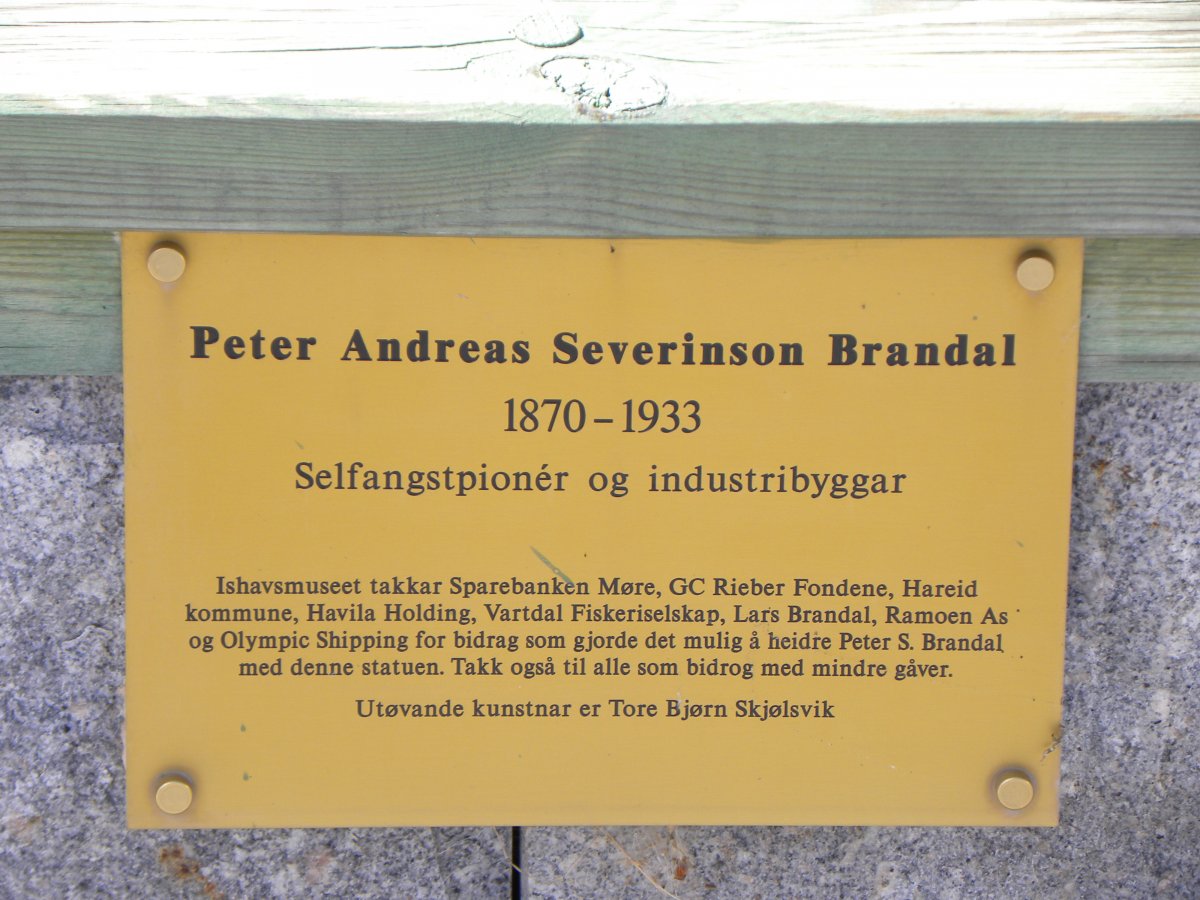 Peter Andreas Severinson Brandal
1870 – 1933
Selfangstpionér og industribyggar
Ishavsmuseet takkar Sparebanken Møre, GC Rieber Fondene, Hareid
kommune, Havila Holding, Vartdal Fiskeriselskap, Lars Brandal, Ramoen As
og Olympic Shipping for bidrag som gjorde det mulig å heidre Peter S. Brandal
med denne statuen. Takk også til alle som bidrog med mindre gåver.
Utøvande kunstnar er Tore Bjørn Skjølsvik